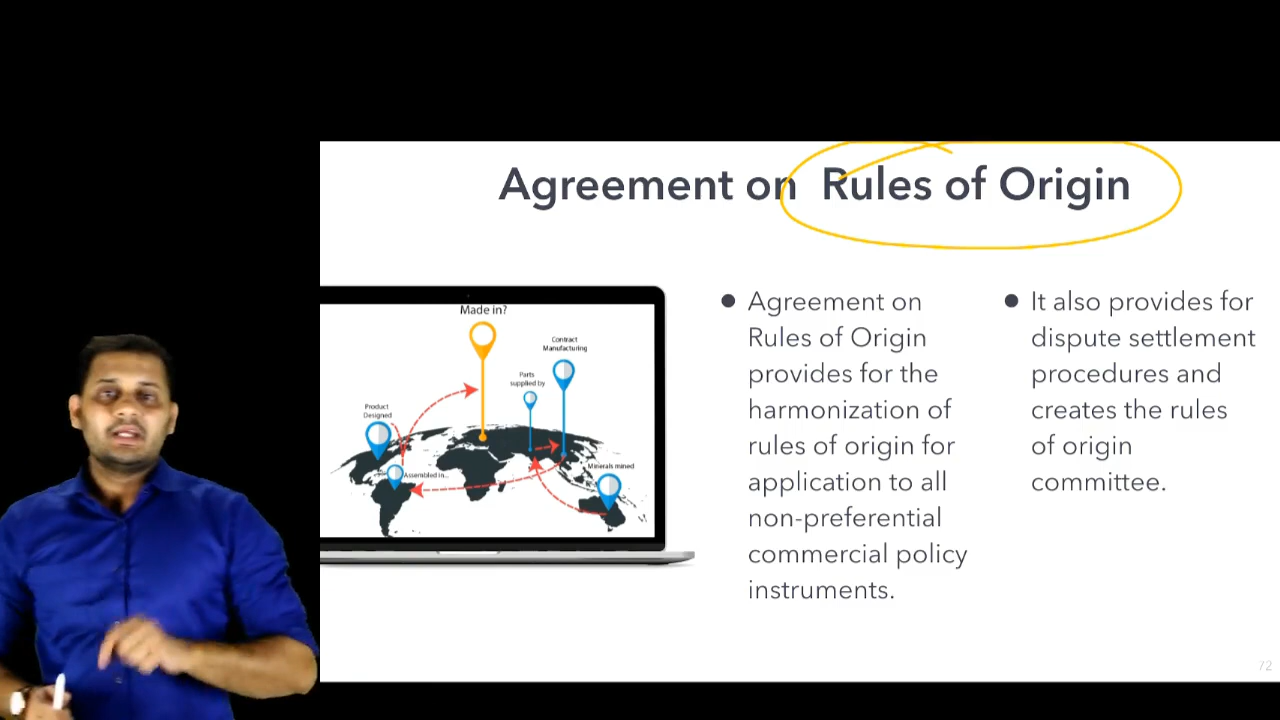 Agreement on Rules of Origin
Made in?
Contract
Manufacturing
Parts
supplied by
Product
Designed
Assembled in...
Minerals mined
Agreement on
Rules of Origin
provides for the
harmonization of
rules of origin for
application to all
non-preferential
commercial policy
instruments.
It also provides for
dispute settlement
procedures and
creates the rules
of origin
committee.
72